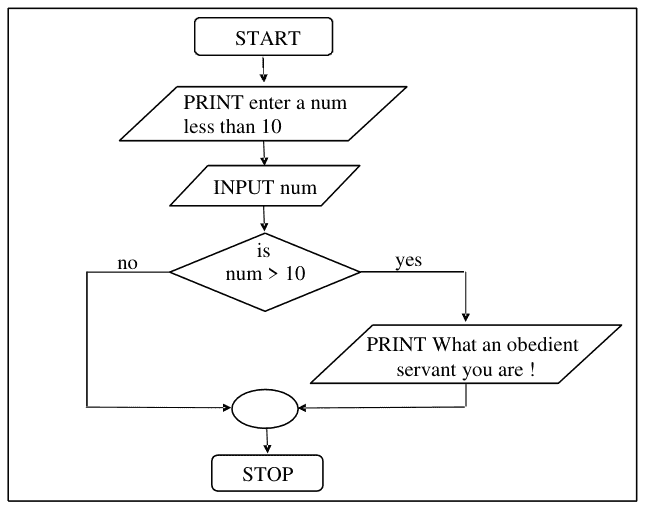 START
PRINT enter a num
less than 10
INPUT num
is
num > 10
no
yes
PRINT What an obedient
servant you are !
STOP